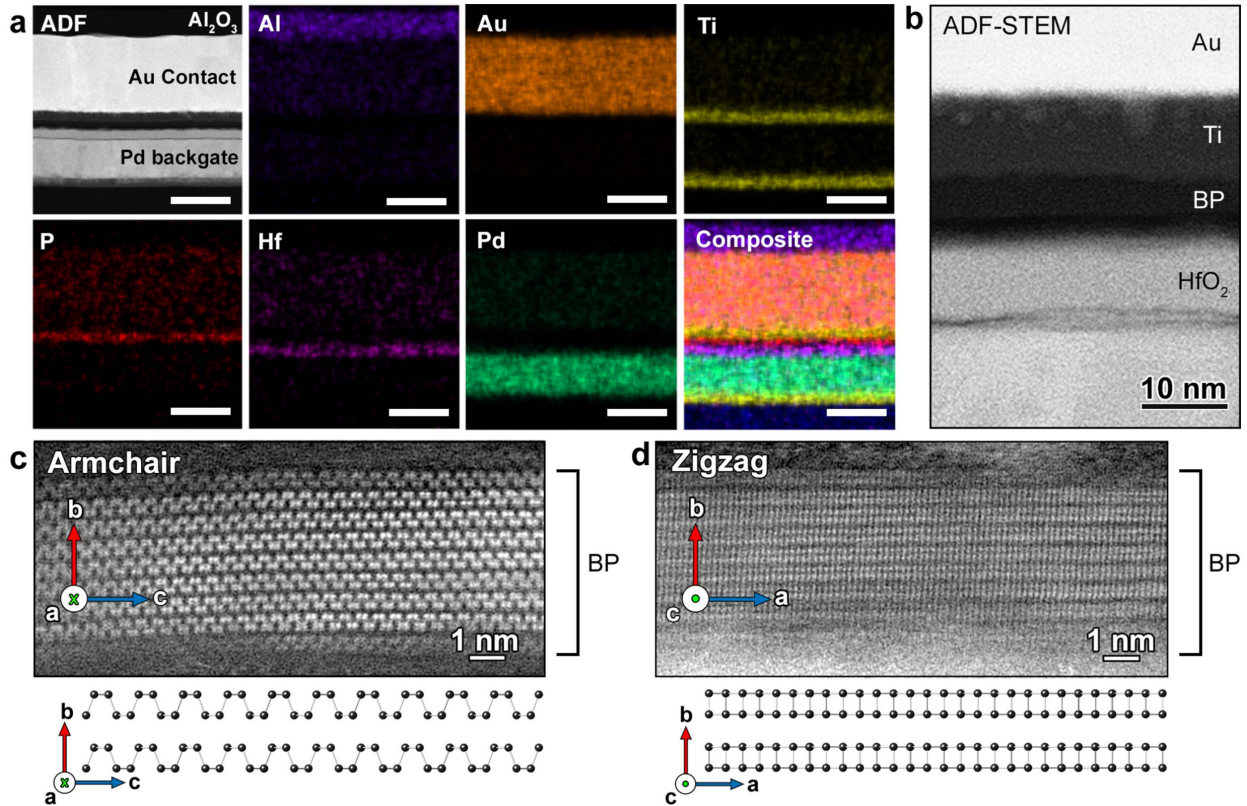 a
ADF
Al₂O₃
Au Contact
Pd backgate
Al
Au
Ti
P
Hf
Pd
Composite
b
ADF-STEM
Au
Ti
BP
HfO₂
10 nm
c
Armchair
b
a
x
c
1 nm
BP
d
Zigzag
b
c
a
1 nm
BP
b
a
x
c
b
c
a